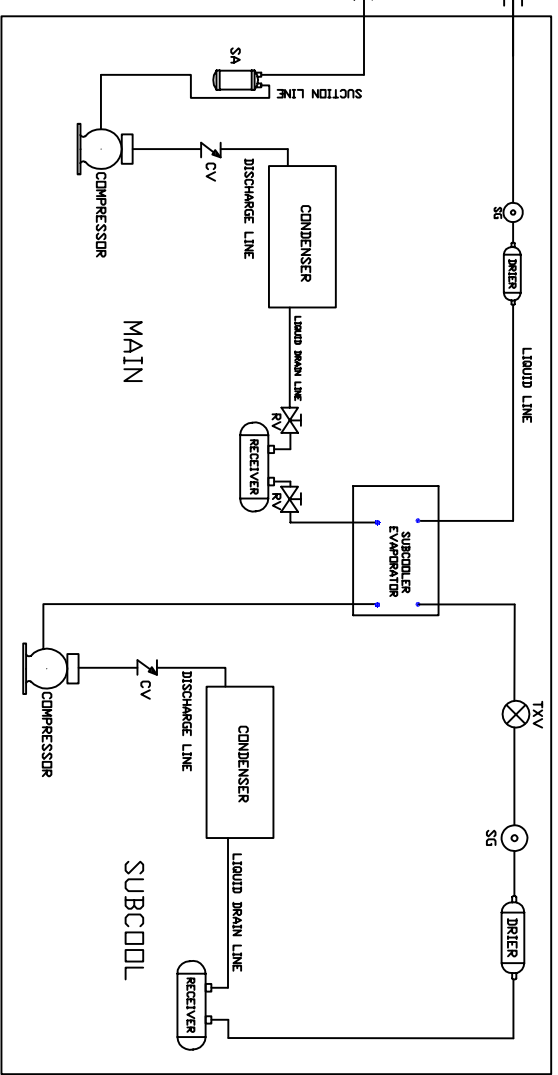 SA
SUCTION LINE
COMPRESSOR
CV
DISCHARGE LINE
CONDENSER
LIQUID DRAIN LINE
RV
RECEIVER
RV
MAIN
SG
DRIER
LIQUID LINE
SUBCOOLER
EVAPORATOR
COMPRESSOR
CV
DISCHARGE LINE
CONDENSER
LIQUID DRAIN LINE
RECEIVER
SUBCOOL
TXV
SG
DRIER